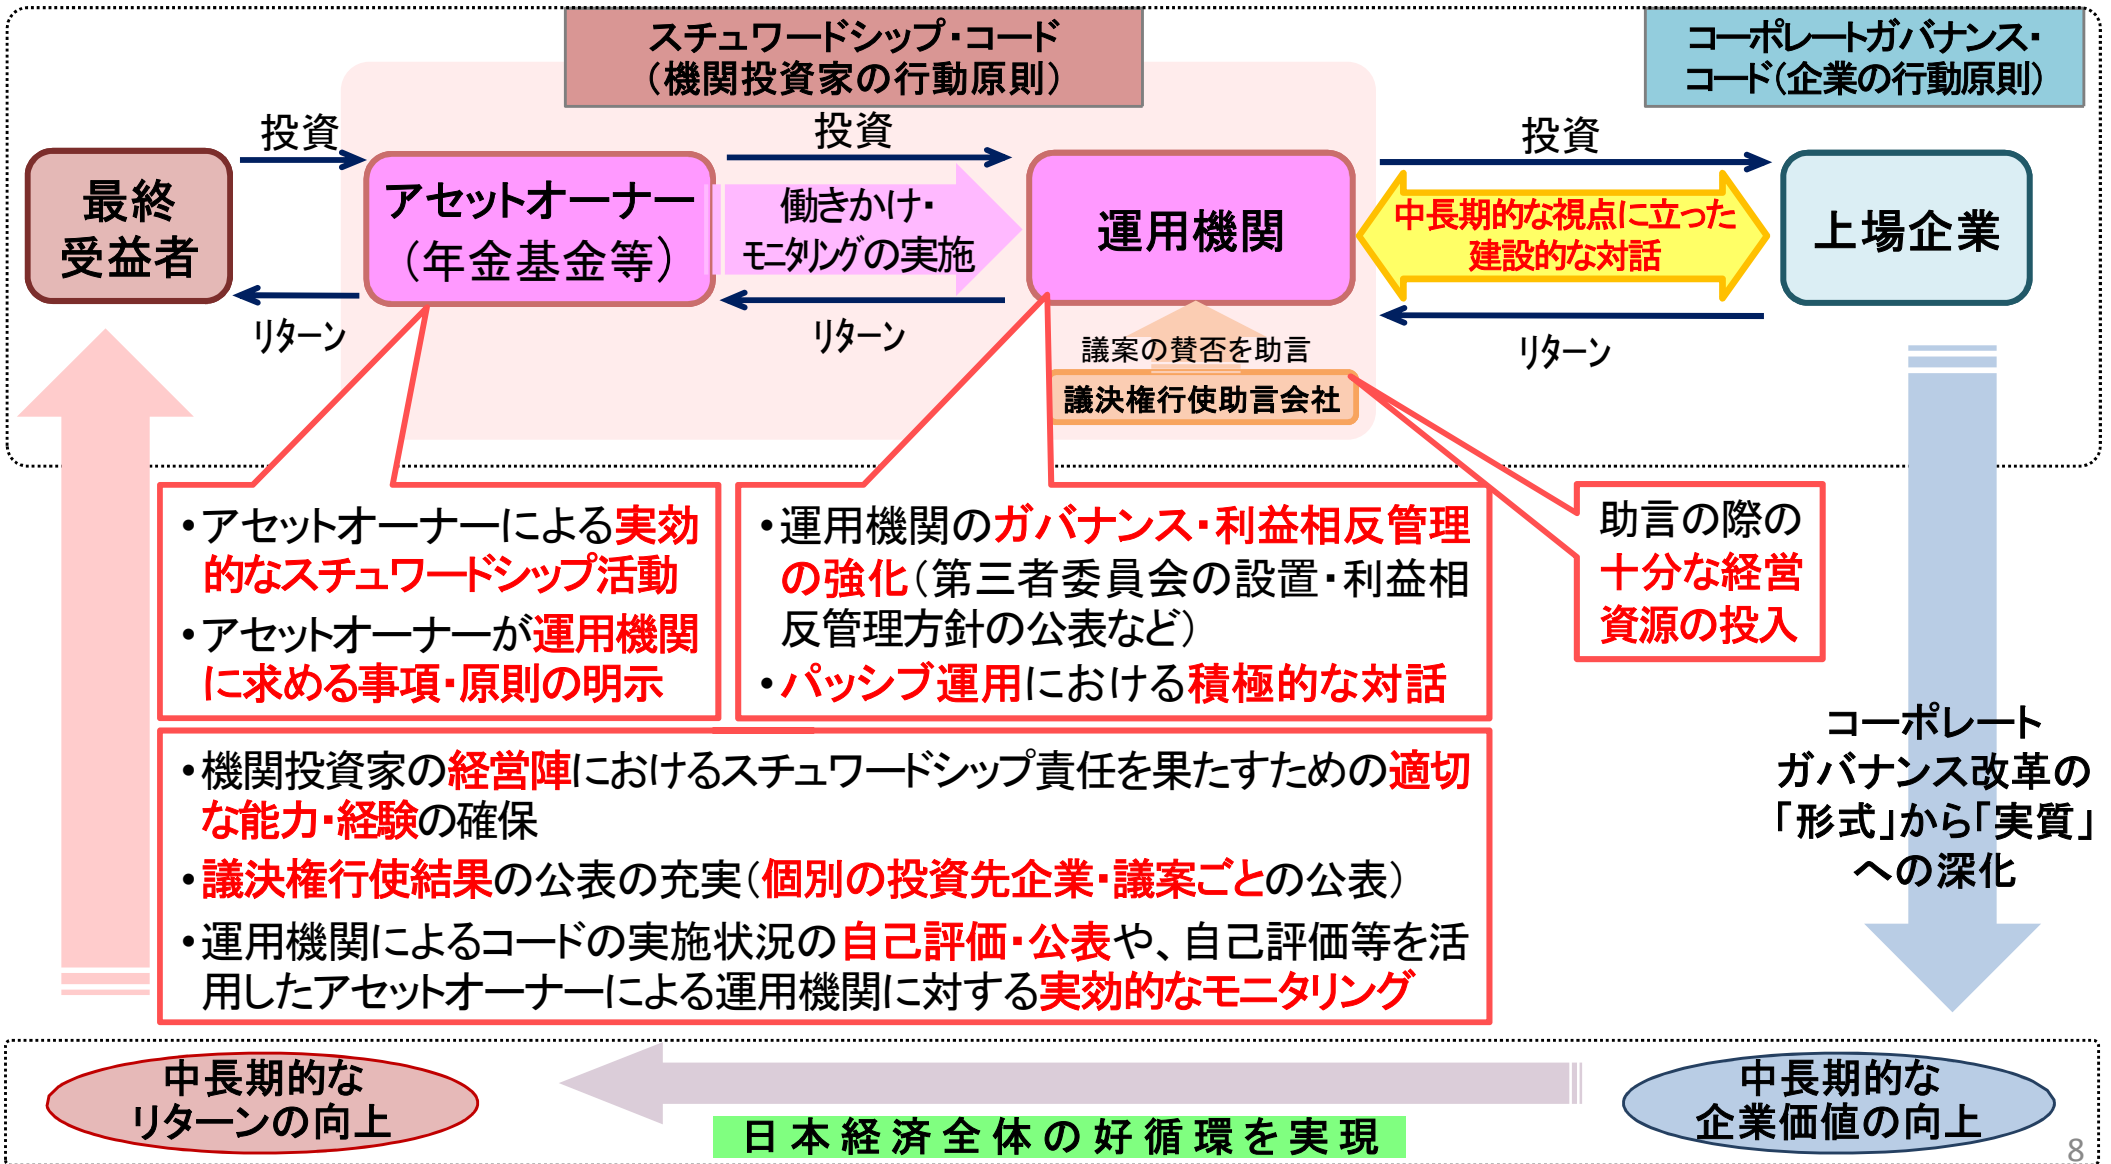 スチュワードシップ・コード
（機関投資家の行動原則）
コーポレートガバナンス・
コード（企業の行動原則）
投資
投資
投資
最終
受益者
アセットオーナー
（年金基金等）
働きかけ・
モニタリングの実施
運用機関
中長期的な視点に立った
建設的な対話
上場企業
リターン
リターン
リターン
議案の賛否を助言
議決権行使助言会社
・アセットオーナーによる実効
的なスチュワードシップ活動
・アセットオーナーが運用機関
に求める事項・原則の明示
・運用機関のガバナンス・利益相反管理
の強化（第三者委員会の設置・利益相
反管理方針の公表など）
・パッシブ運用における積極的な対話
助言の際の
十分な経営
資源の投入
・機関投資家の経営陣におけるスチュワードシップ責任を果たすための適切
な能力・経験の確保
・議決権行使結果の公表の充実（個別の投資先企業・議案ごとの公表）
・運用機関によるコードの実施状況の自己評価・公表や、自己評価等を活
用したアセットオーナーによる運用機関に対する実効的なモニタリング
コーポレート
ガバナンス改革の
「形式」から「実質」
への深化
中長期的な
リターンの向上
日本経済全体の好循環を実現
中長期的な
企業価値の向上
8